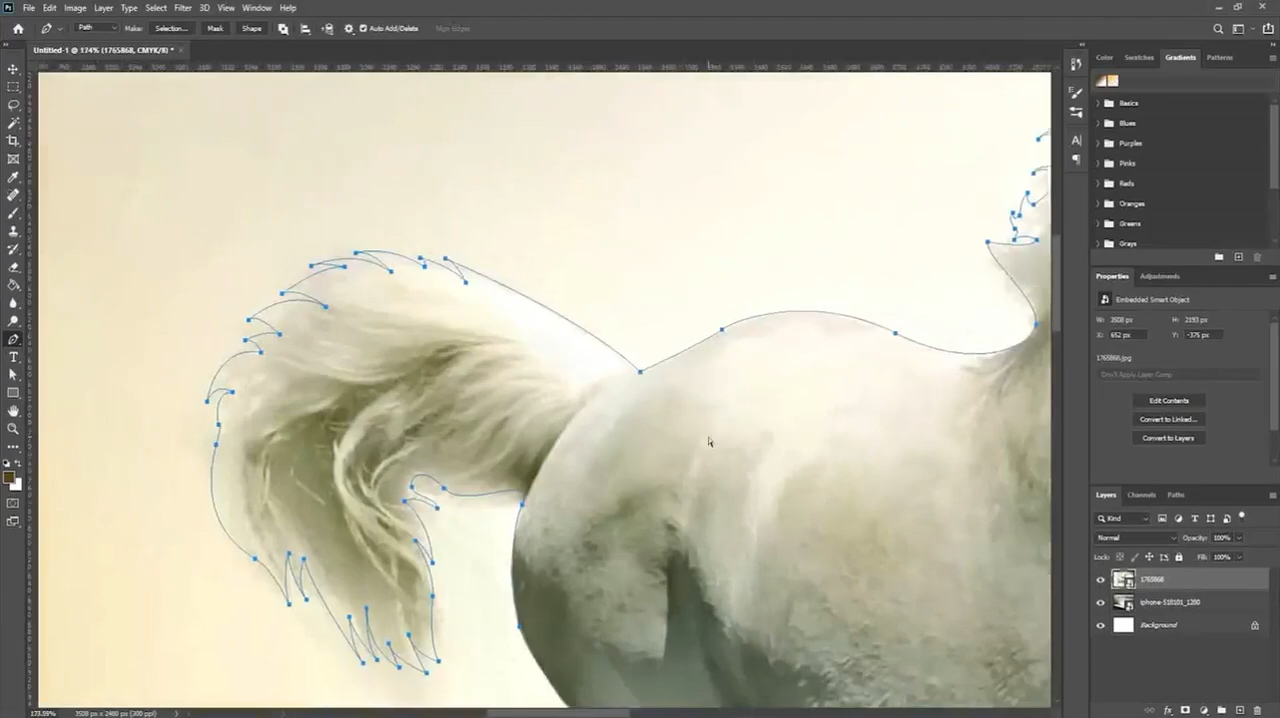 File Edit Image Layer Type Select Filter 3D View Window Help
Path Make: Selection... Mask Shape Auto Add/Delete Align Edges
Untitled-1 @ 174% (1765868, CMYK/8) *
Color Swatches Gradients Patterns
Basics
Blues
Purples
Pinks
Reds
Oranges
Greens
Grays
Properties Adjustments
Embedded Smart Object
W: 3508 px H: 2193 px
X: 652 px Y: -375 px
1765868.jpg
Don't Apply Layer Comp
Edit Contents
Convert to Linked...
Convert to Layers
Layers Channels Paths
Kind
Normal Opacity: 100%
Lock: Fill: 100%
1765868
iphone-518101_1280
Background
173.59% 3508 px x 2480 px (300 ppi)